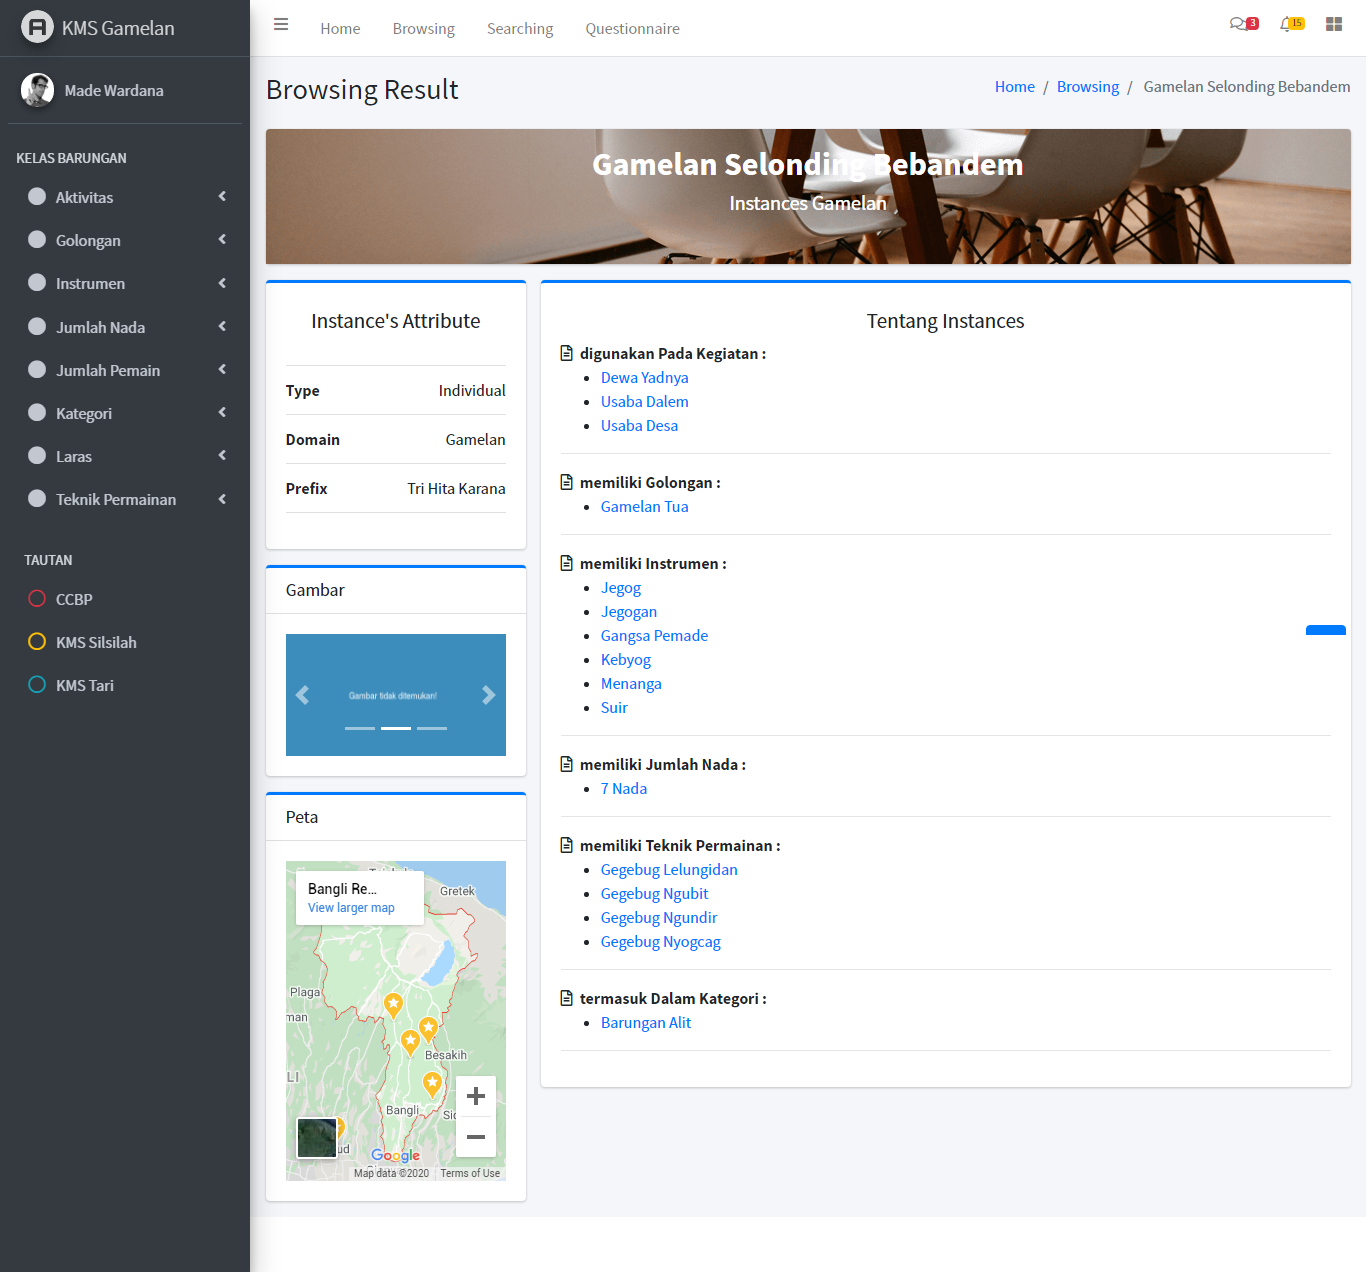 KMS Gamelan
Home
Browsing
Searching
Questionnaire
3
15
Made Wardana
KELAS BARUNGAN
Aktivitas
Golongan
Instrumen
Jumlah Nada
Jumlah Pemain
Kategori
Laras
Teknik Permainan
TAUTAN
CCBP
KMS Silsilah
KMS Tari
Browsing Result
Home / Browsing / Gamelan Selonding Bebandem
Gamelan Selonding Bebandem
Instances Gamelan
Instance's Attribute
Type Individual
Domain Gamelan
Prefix Tri Hita Karana
Gambar
Gambar tidak ditemukan!
Peta
Bangli Re...
View larger map
Gretek
Plaga
man
Besakih
LI
Bangli
ud
Google
Map data ©2020
Terms of Use
Tentang Instances
digunakan Pada Kegiatan :
Dewa Yadnya
Usaba Dalem
Usaba Desa
memiliki Golongan :
Gamelan Tua
memiliki Instrumen :
Jegog
Jegogan
Gangsa Pemade
Kebyog
Menanga
Suir
memiliki Jumlah Nada :
7 Nada
memiliki Teknik Permainan :
Gegebug Lelungidan
Gegebug Ngubit
Gegebug Ngundir
Gegebug Nyogcag
termasuk Dalam Kategori :
Barungan Alit